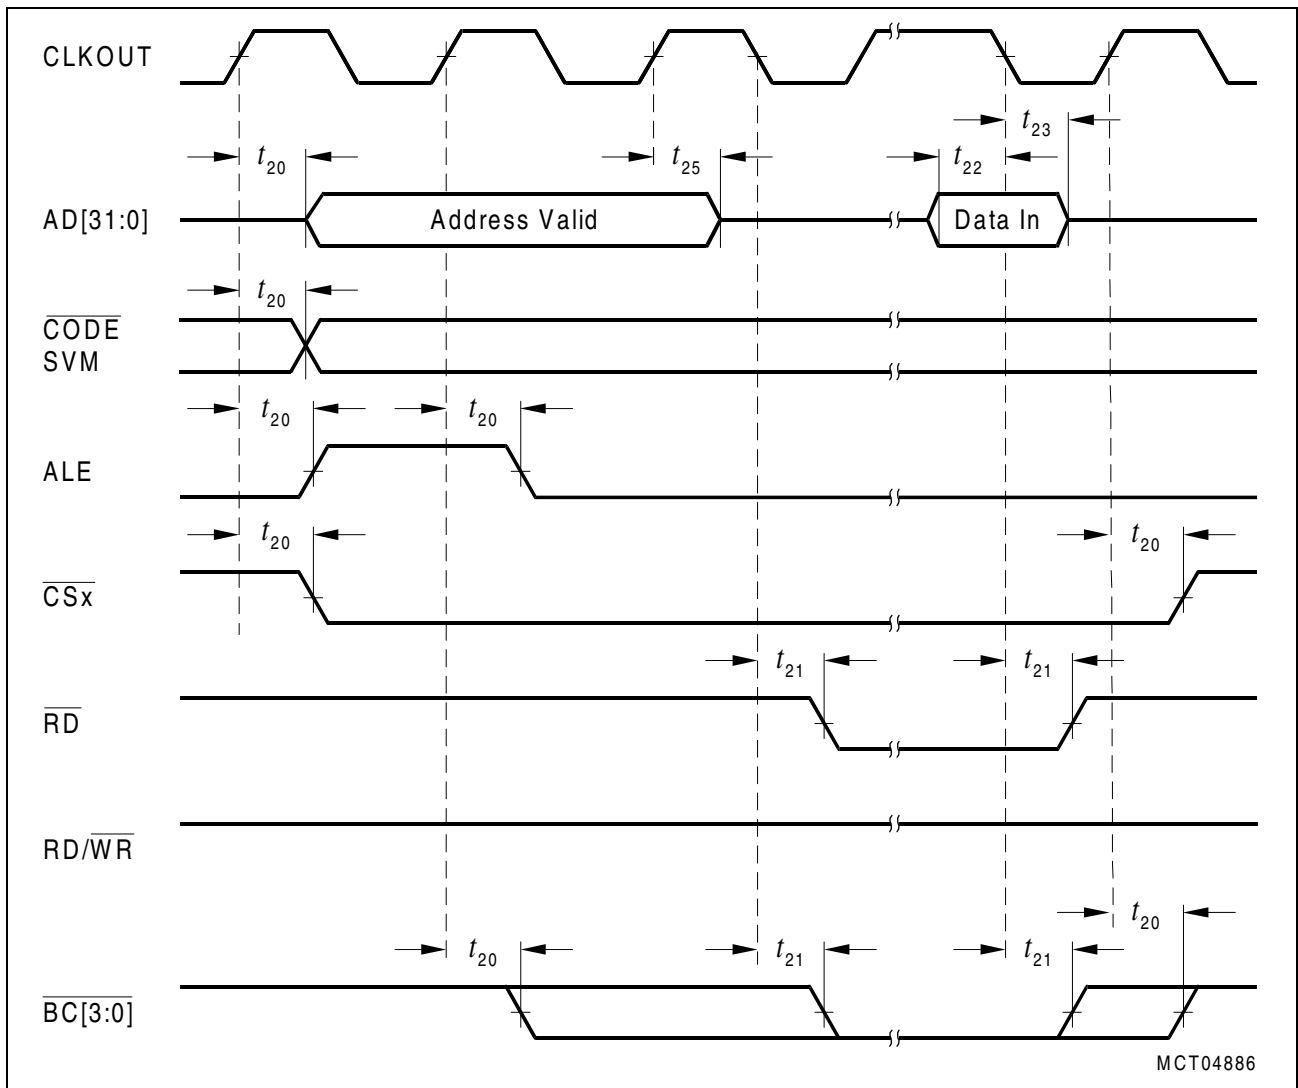 CLKOUT
t23
t20 t25 t22
AD[31:0] Address Valid Data In
t20
CODE
SVM
t20 t20
ALE
t20 t20
CSx
t21 t21
RD
RD/WR
t20
t20 t21 t21
BC[3:0]
MCT04886